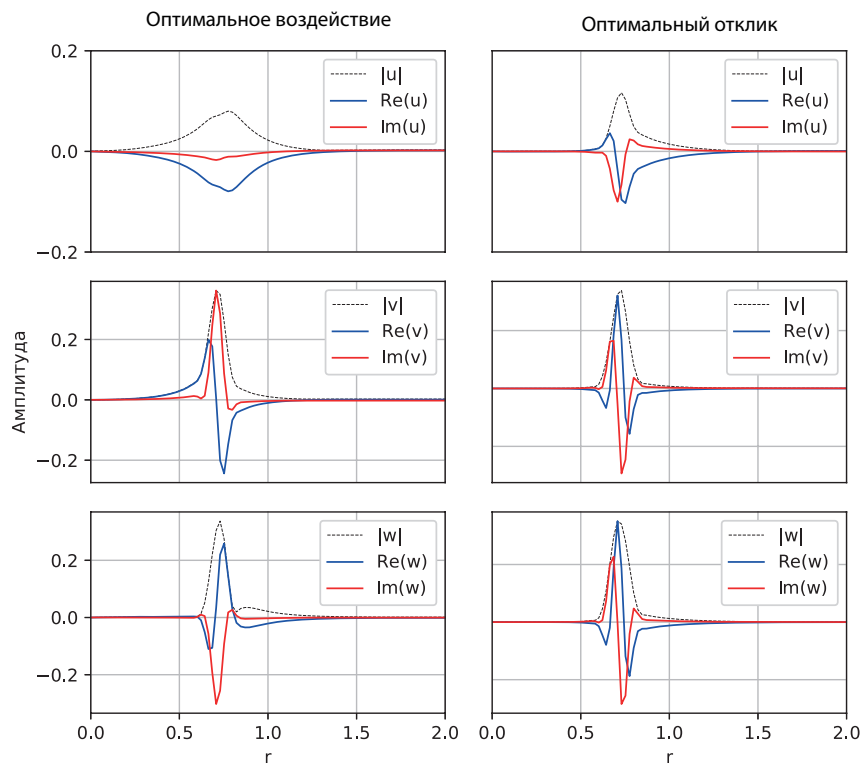 Оптимальное воздействие
Оптимальный отклик
0.2
0.0
−0.2
|u|
Re(u)
Im(u)
|u|
Re(u)
Im(u)
Амплитуда
0.2
0.0
−0.2
|v|
Re(v)
Im(v)
|v|
Re(v)
Im(v)
0.2
0.0
−0.2
|w|
Re(w)
Im(w)
|w|
Re(w)
Im(w)
0.0 0.5 1.0 1.5 2.0
r
0.0 0.5 1.0 1.5 2.0
r